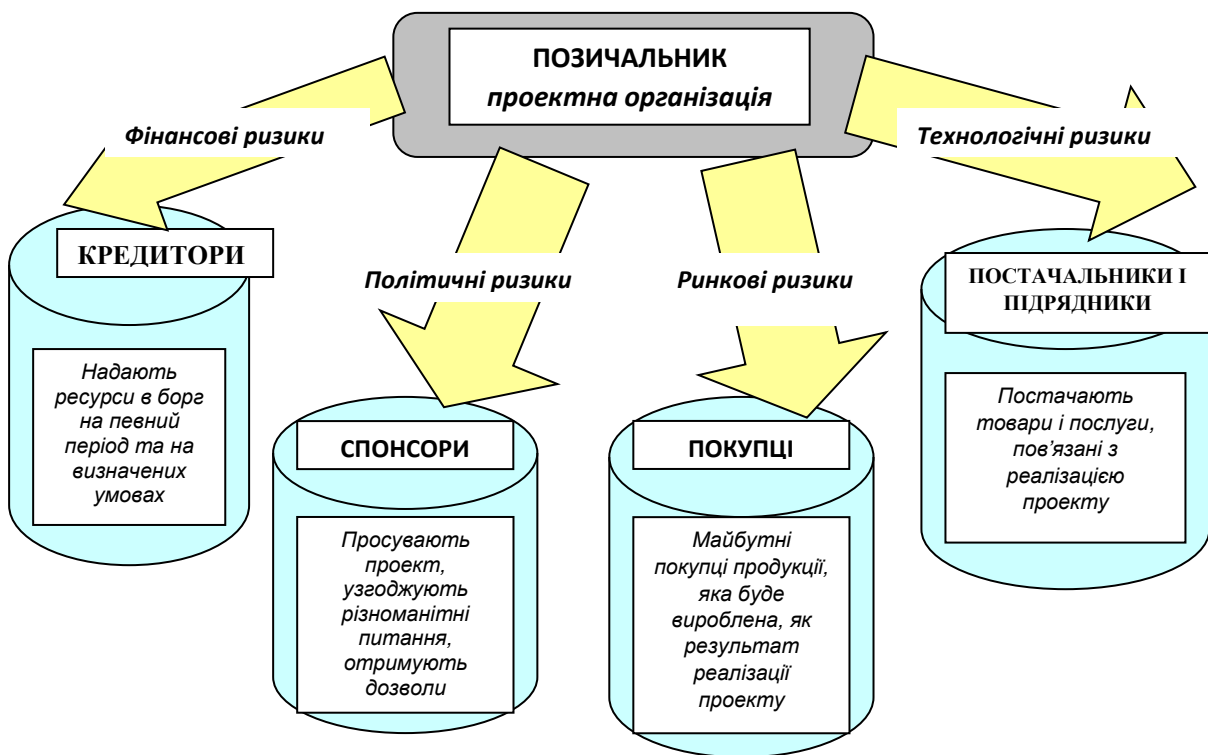 ПОЗИЧАЛЬНИК
проектна організація
Фінансові ризики
Технологічні ризики
Політичні ризики
Ринкові ризики
КРЕДИТОРИ
Надають
ресурси в борг
на певний
період та на
визначених
умовах
СПОНСОРИ
Просувають
проект,
узгоджують
різноманітні
питання,
отримують
дозволи
ПОКУПЦІ
Майбутні
покупці продукції,
яка буде
вироблена, як
результат
реалізації
проекту
ПОСТАЧАЛЬНИКИ І
ПІДРЯДНИКИ
Постачають
товари і послуги,
пов’язані з
реалізацією
проекту